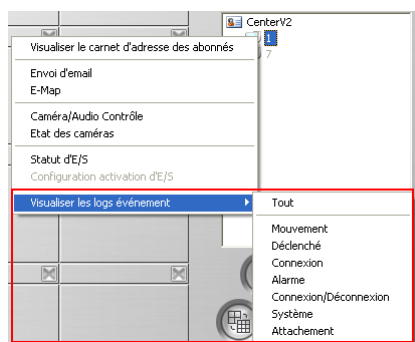 CenterV2
1
7
Visualiser le carnet d'adresse des abonnés
Envoi d'email
E-Map
Caméra/Audio Contrôle
Etat des caméras
Statut d'E/S
Configuration activation d'E/S
Visualiser les logs événement
Tout
Mouvement
Déclenché
Connexion
Alarme
Connexion/Déconnexion
Système
Attachement